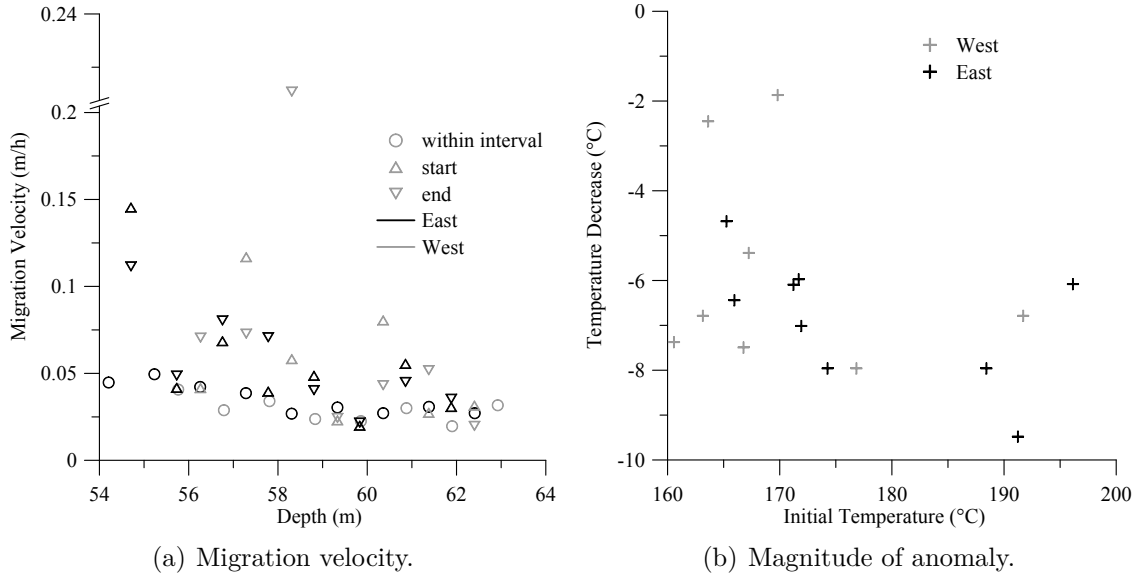 0.24
0.2
0.15
0.1
0.05
0
Migration Velocity (m/h)
within interval
start
end
East
West
54 56 58 60 62 64
Depth (m)
(a) Migration velocity.
0
-2
-4
-6
-8
-10
Temperature Decrease (°C)
West
East
160 170 180 190 200
Initial Temperature (°C)
(b) Magnitude of anomaly.